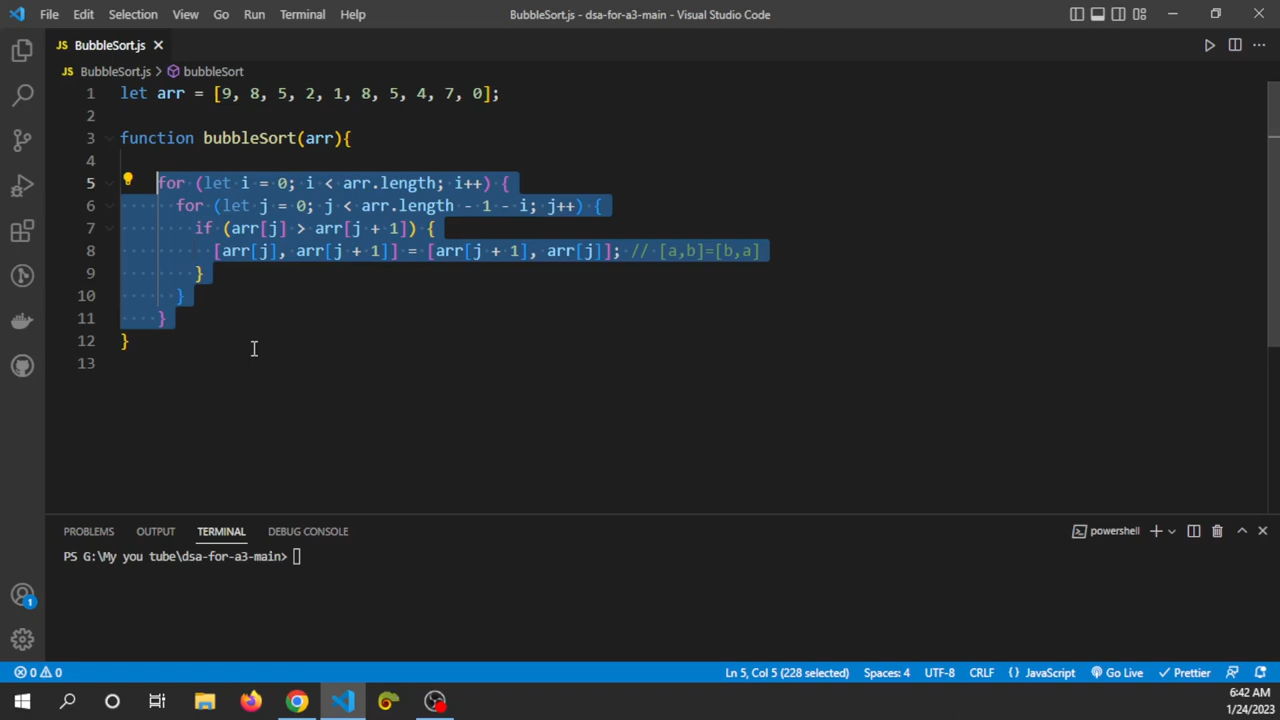 File Edit Selection View Go Run Terminal Help BubbleSort.js - dsa-for-a3-main - Visual Studio Code
JS BubbleSort.js
JS BubbleSort.js > bubbleSort
1 let arr = [9, 8, 5, 2, 1, 8, 5, 4, 7, 0];
2
3 function bubbleSort(arr){
4
5 for (let i = 0; i < arr.length; i++) {
6 for (let j = 0; j < arr.length - 1 - i; j++) {
7 if (arr[j] > arr[j + 1]) {
8 [arr[j], arr[j + 1]] = [arr[j + 1], arr[j]]; // [a,b]=[b,a]
9 }
10 }
11 }
12 }
13
PROBLEMS OUTPUT TERMINAL DEBUG CONSOLE powershell
PS G:\My you tube\dsa-for-a3-main>
1
0 0 Ln 5, Col 5 (228 selected) Spaces: 4 UTF-8 CRLF {} JavaScript Go Live Prettier
6:42 AM
1/24/2023